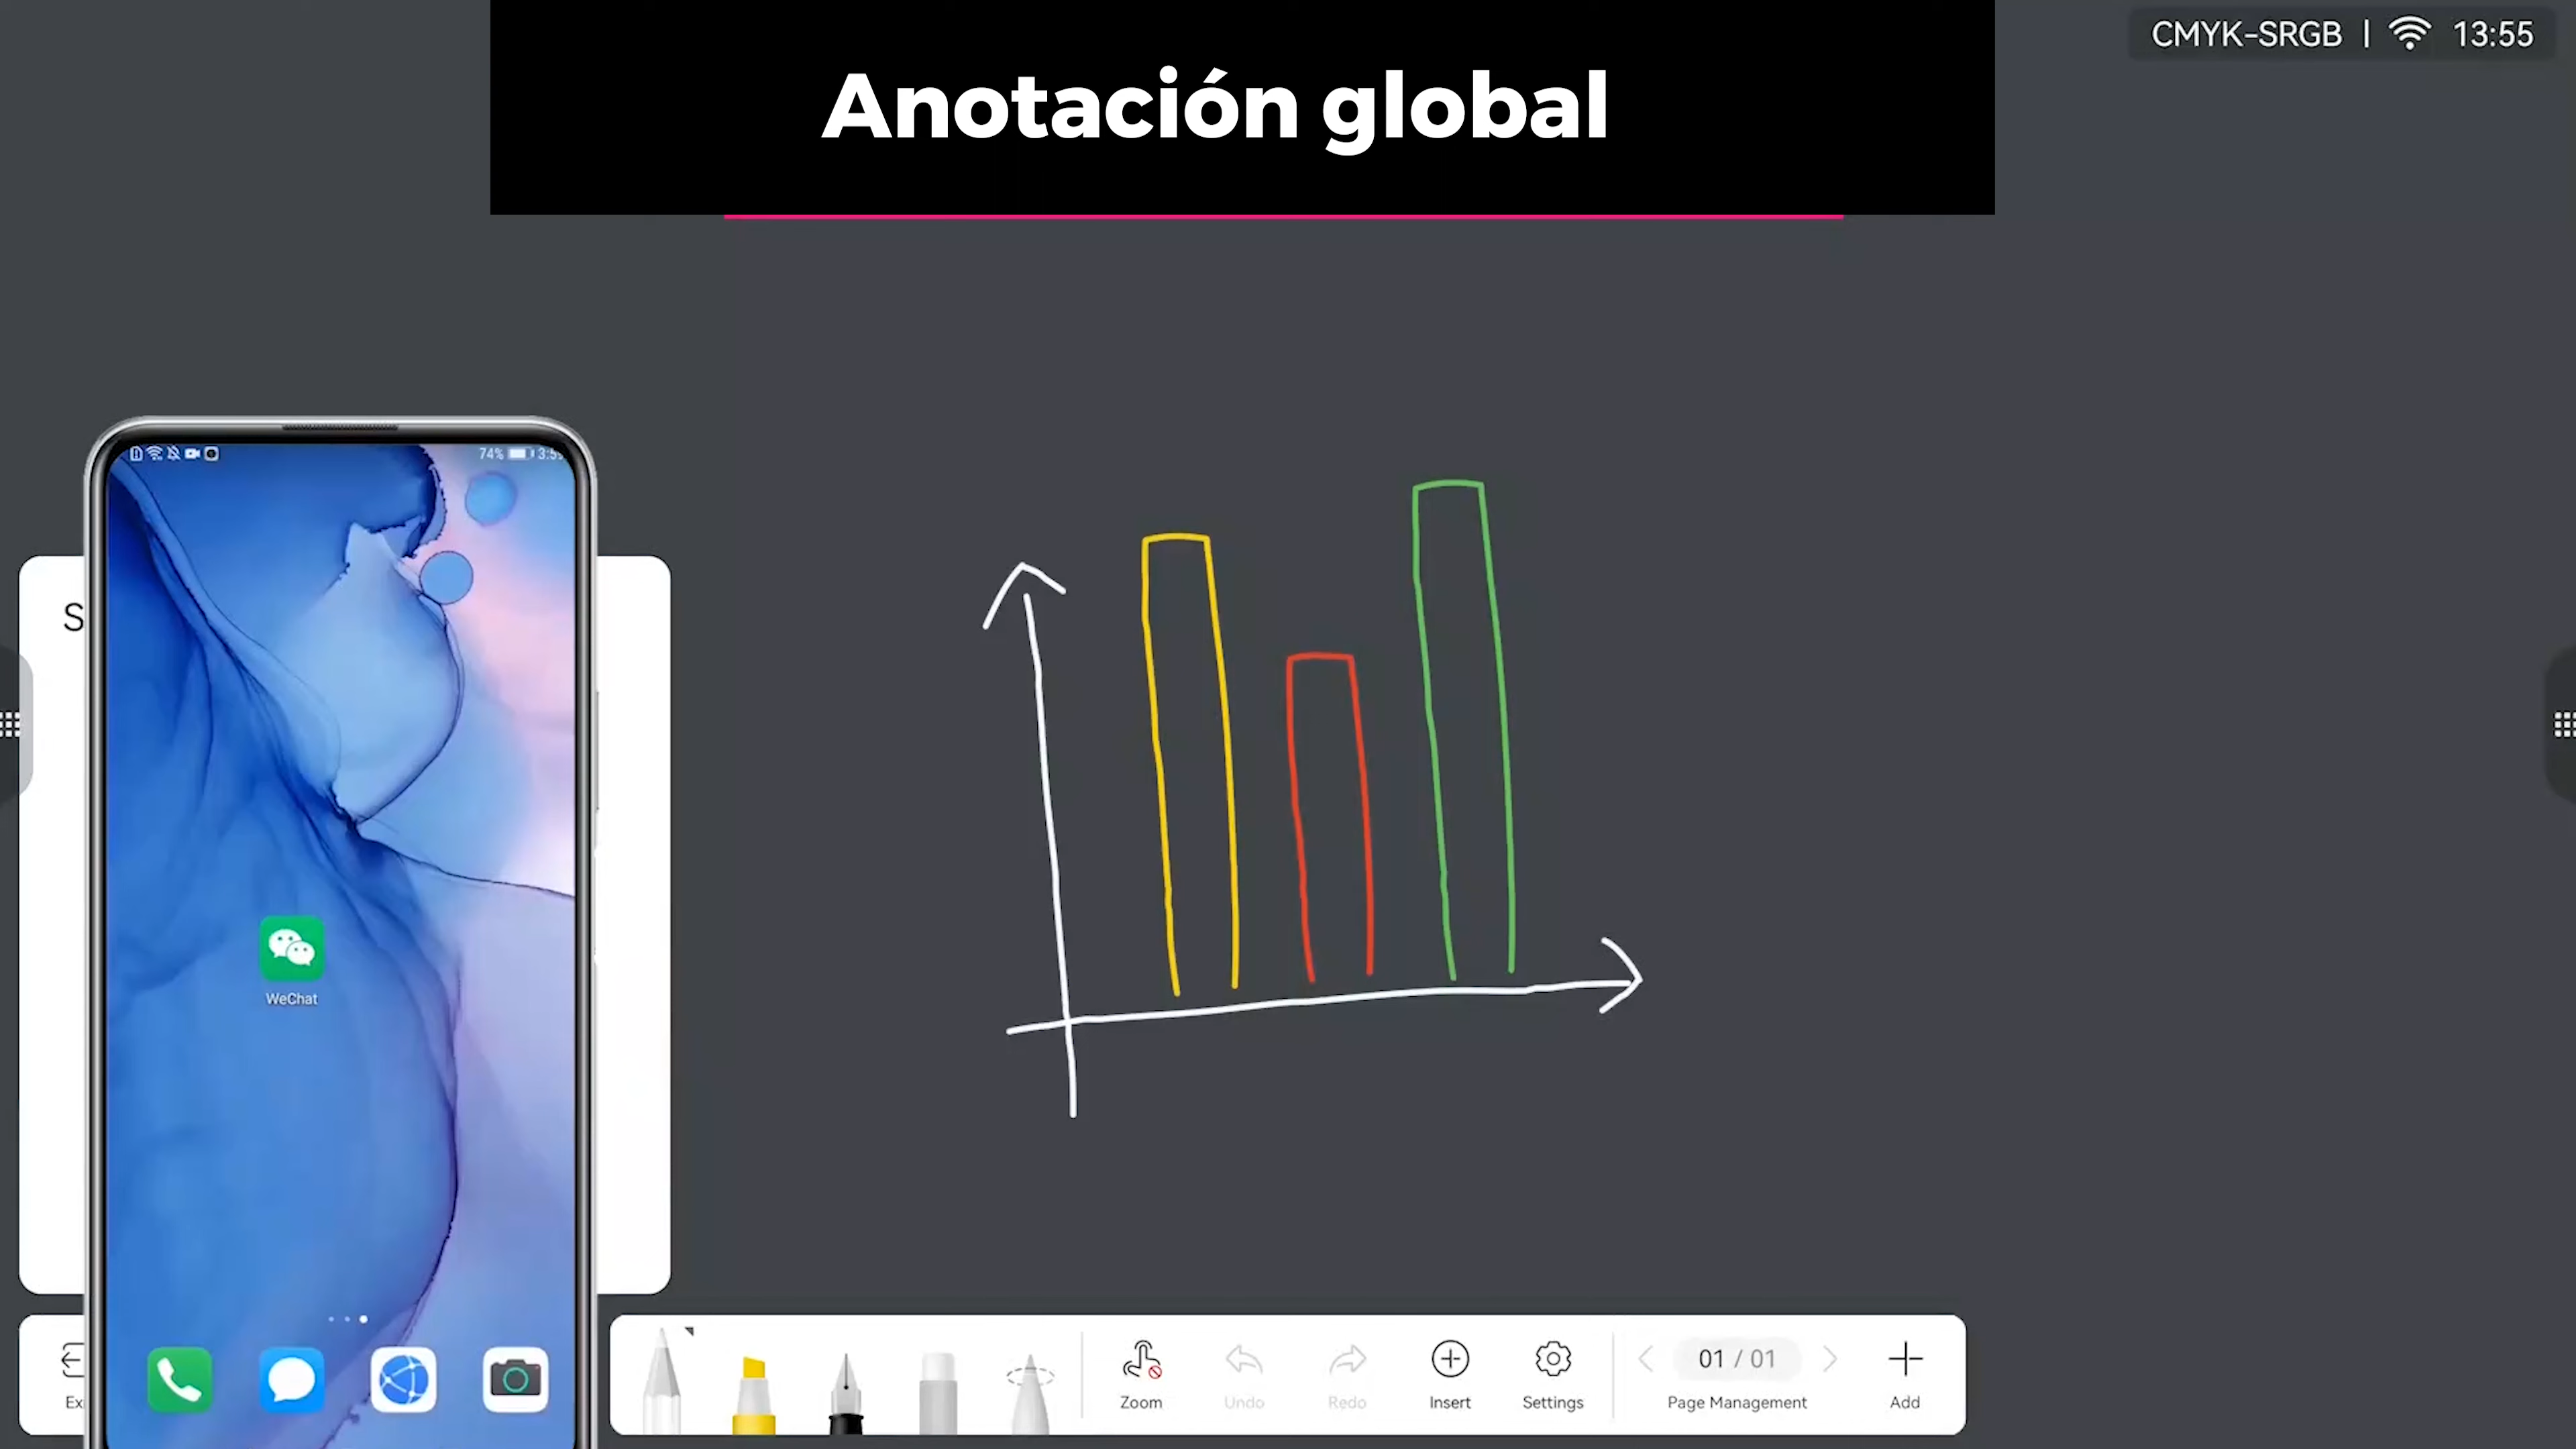 Anotación global
CMYK-SRGB | 13:55
74%
S
WeChat
Zoom
Undo
Redo
Insert
Settings
01 / 01
Page Management
Add